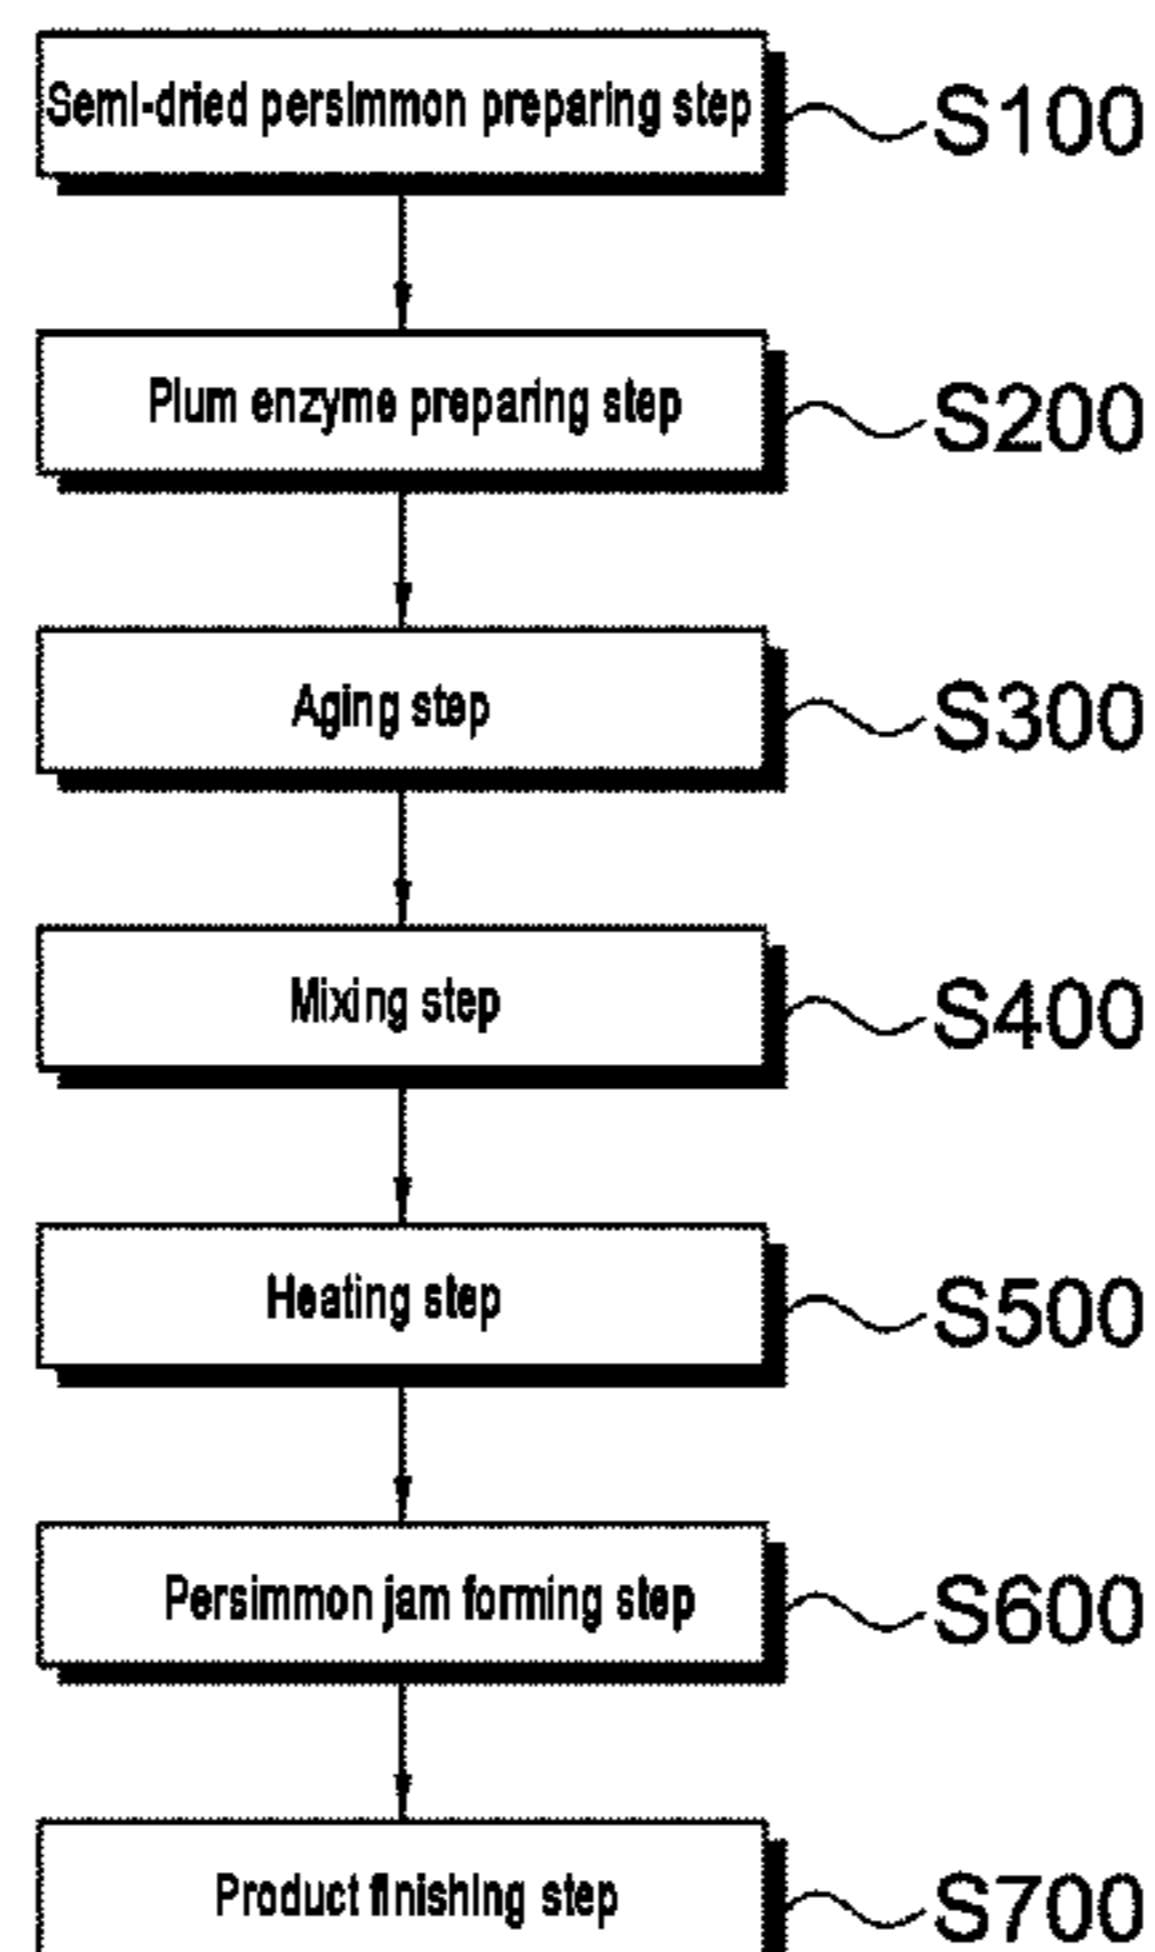 Semi-dried persimmon preparing step
S100
Plum enzyme preparing step
S200
Aging step
S300
Mixing step
S400
Heating step
S500
Persimmon jam forming step
S600
Product finishing step
S700